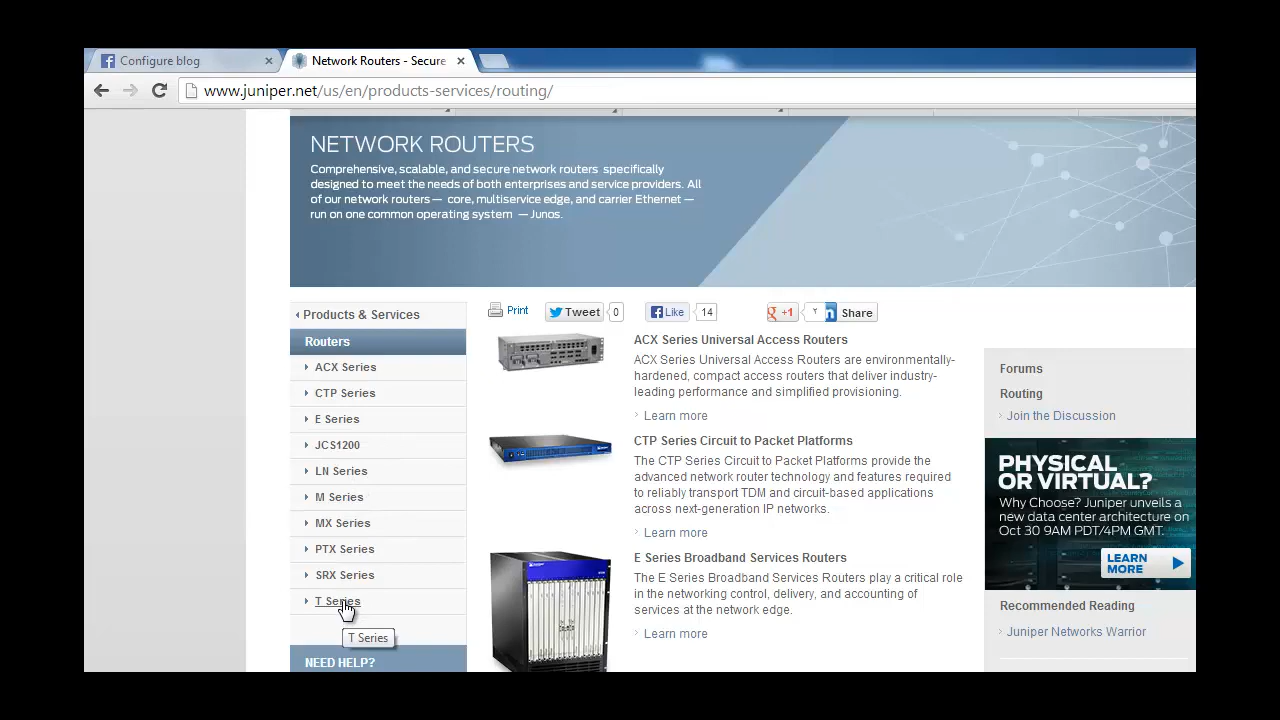 Configure blog
Network Routers - Secure
www.juniper.net/us/en/products-services/routing/
NETWORK ROUTERS
Comprehensive, scalable, and secure network routers specifically
designed to meet the needs of both enterprises and service providers. All
of our network routers— core, multiservice edge, and carrier Ethernet —
run on one common operating system — Junos.
Products & Services
Routers
ACX Series
CTP Series
E Series
JCS1200
LN Series
M Series
MX Series
PTX Series
SRX Series
T Series
T Series
NEED HELP?
Print
Tweet
0
Like
14
+1
Share
ACX Series Universal Access Routers
ACX Series Universal Access Routers are environmentally-
hardened, compact access routers that deliver industry-
leading performance and simplified provisioning.
Learn more
CTP Series Circuit to Packet Platforms
The CTP Series Circuit to Packet Platforms provide the
advanced network router technology and features required
to reliably transport TDM and circuit-based applications
across next-generation IP networks.
Learn more
E Series Broadband Services Routers
The E Series Broadband Services Routers play a critical role
in the networking control, delivery, and accounting of
services at the network edge.
Learn more
Forums
Routing
Join the Discussion
PHYSICAL
OR VIRTUAL?
Why Choose? Juniper unveils a
new data center architecture on
Oct 30 9AM PDT/4PM GMT.
LEARN
MORE
Recommended Reading
Juniper Networks Warrior